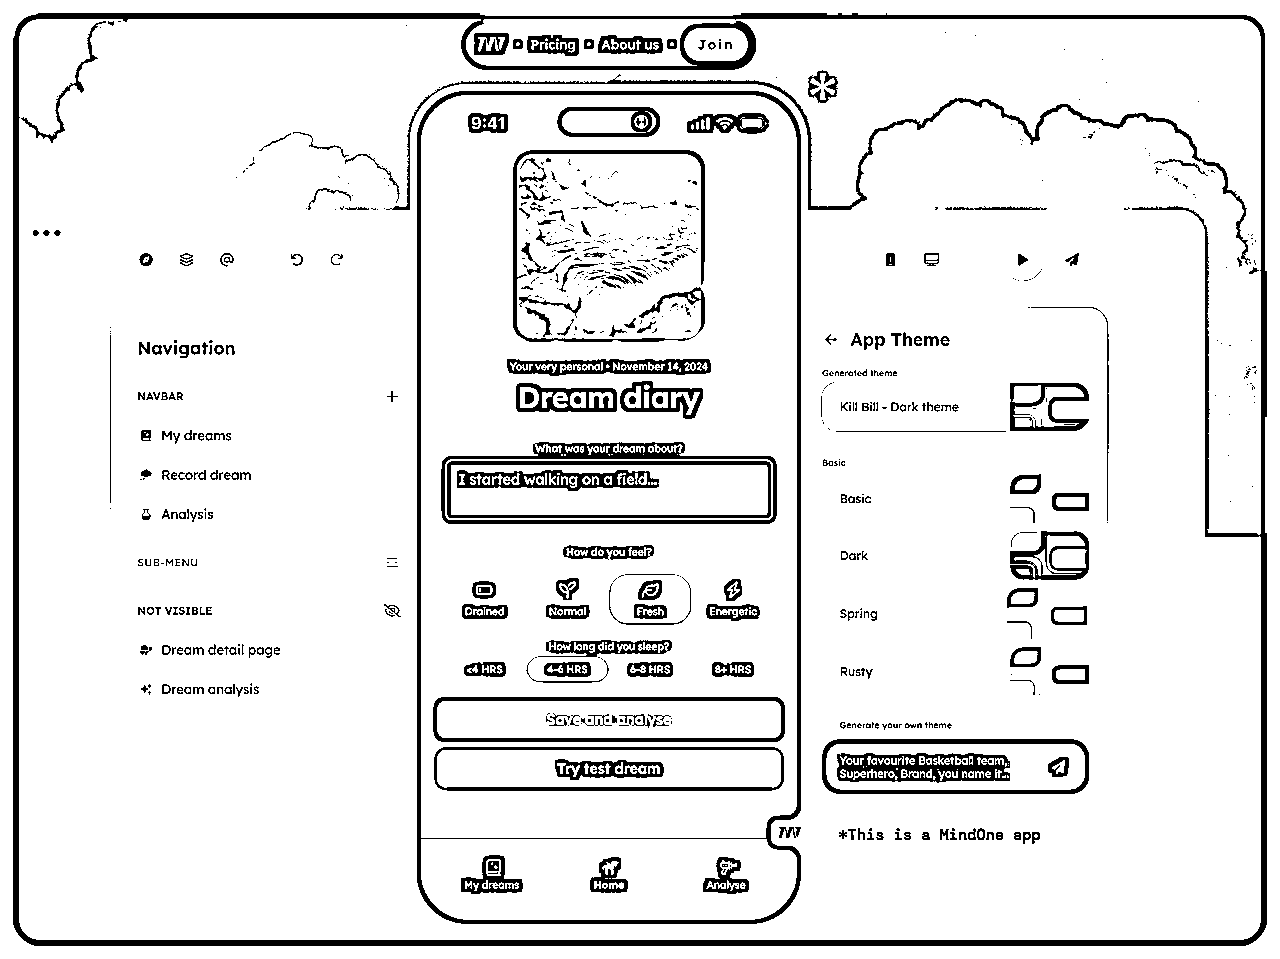 Pricing
About us
Join
9:41
Navigation
NAVBAR
My dreams
Record dream
Analysis
SUB-MENU
NOT VISIBLE
Dream detail page
Dream analysis
Your very personal • November 14, 2024
Dream diary
What was your dream about?
I started walking on a field...
How do you feel?
Drained
Normal
Fresh
Energetic
How long did you sleep?
<4 HRS
4-6 HRS
6-8 HRS
8+ HRS
Save and analyse
Try test dream
My dreams
Home
Analyse
App Theme
Generated theme
Kill Bill - Dark theme
Basic
Basic
Dark
Spring
Rusty
Generate your own theme
Your favourite Basketball team,
Superhero, Brand, you name it...
*This is a MindOne app